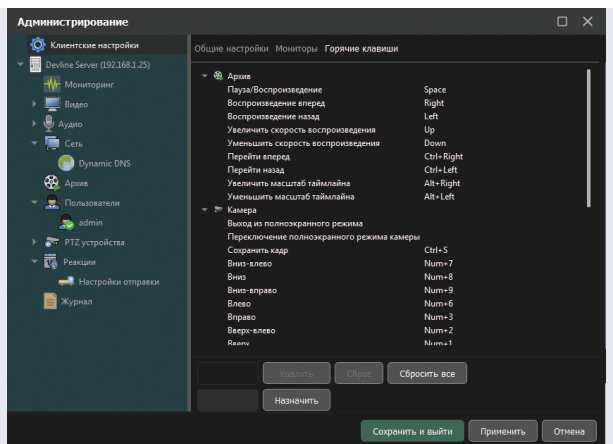 Администрирование
Клиентские настройки
Devline Server (192.168.1.25)
Мониторинг
Видео
Аудио
Сеть
Dynamic DNS
Архив
Пользователи
admin
PTZ устройства
Реакции
Настройки отправки
Журнал
Общие настройки Мониторы Горячие клавиши
Архив
Пауза/Воспроизведение Space
Воспроизведение вперед Right
Воспроизведение назад Left
Увеличить скорость воспроизведения Up
Уменьшить скорость воспроизведения Down
Перейти вперед Ctrl+Right
Перейти назад Ctrl+Left
Увеличить масштаб таймлайна Alt+Right
Уменьшить масштаб таймлайна Alt+Left
Камера
Выход из полноэкранного режима
Переключение полноэкранного режима камеры
Сохранить кадр Ctrl+S
Вниз-влево Num+7
Вниз Num+8
Вниз-вправо Num+9
Влево Num+6
Вправо Num+3
Вверх-влево Num+2
Вверх Num+1
Удалить Сброс Сбросить все
Назначить
Сохранить и выйти Применить Отмена